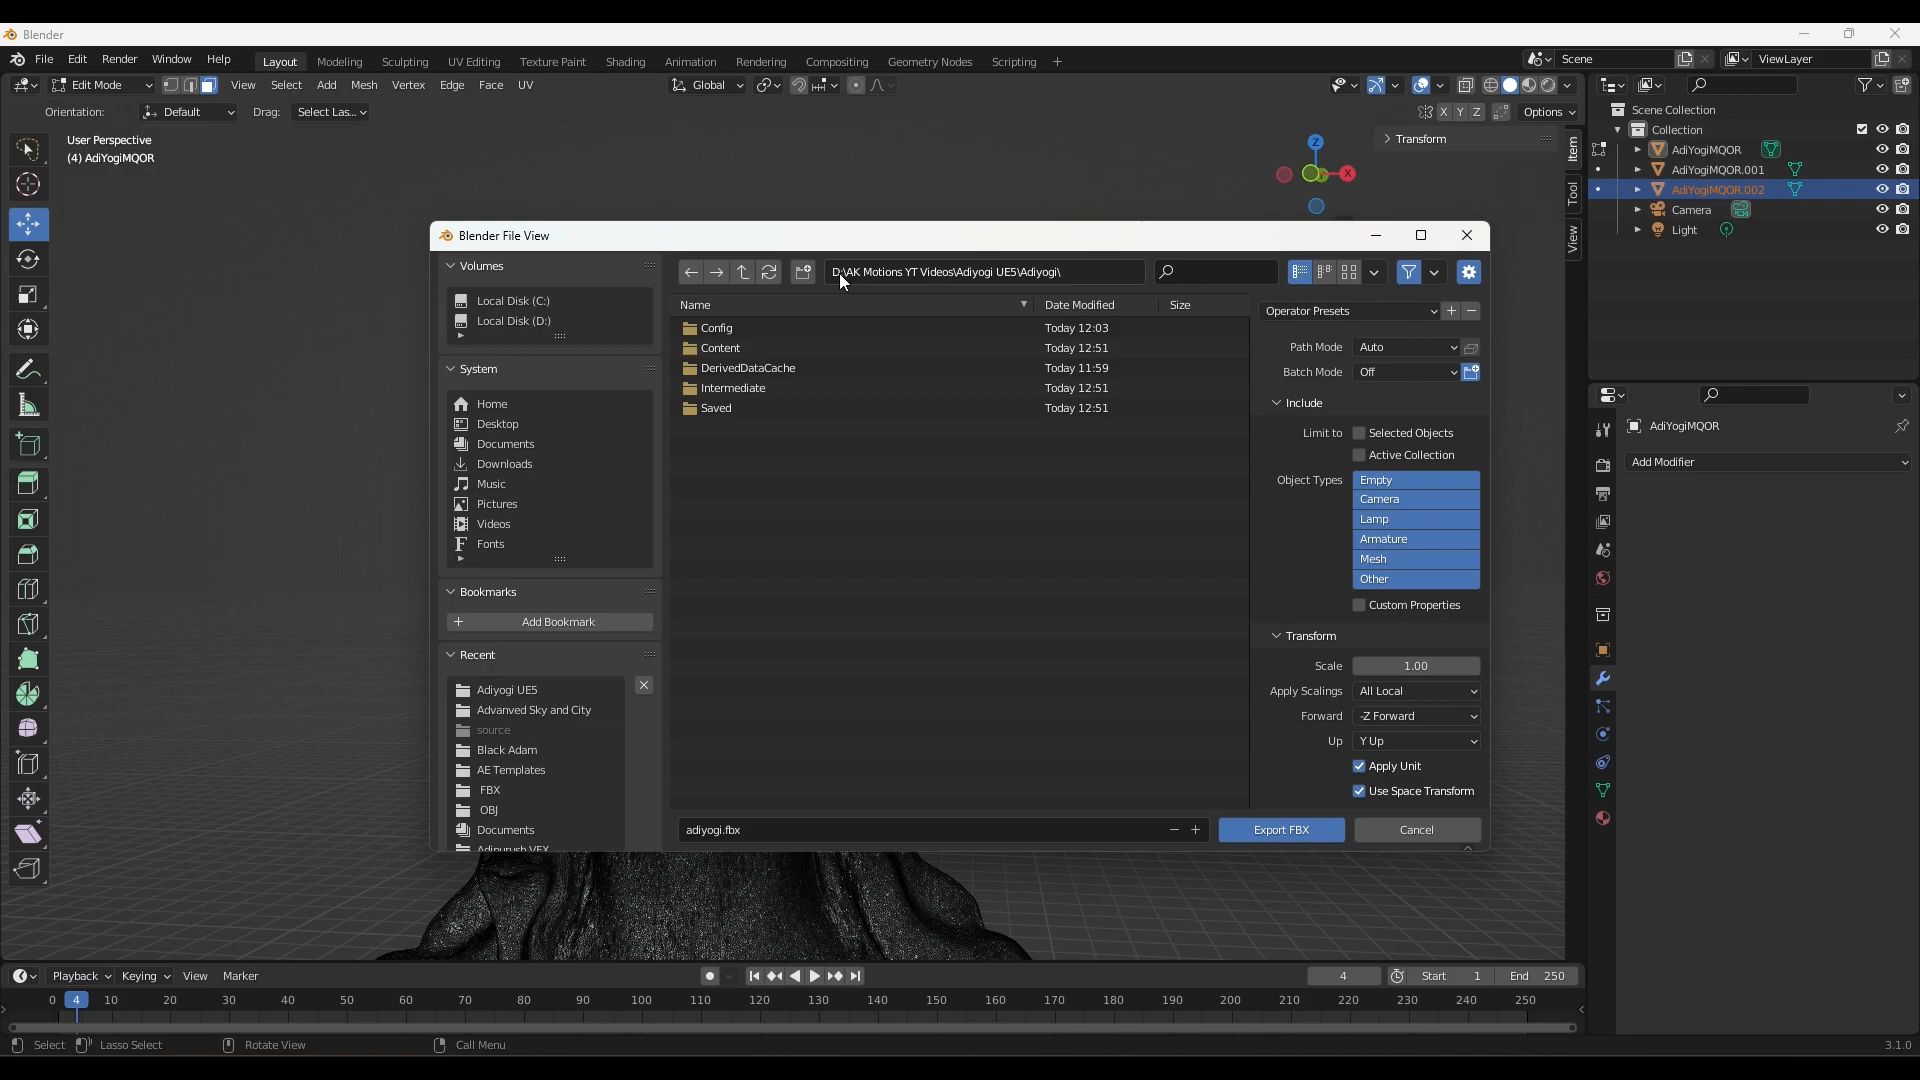 Blender
File Edit Render Window Help Layout Modeling Sculpting UV Editing Texture Paint Shading Animation Rendering Compositing Geometry Nodes Scripting + Scene ViewLayer
Edit Mode View Select Add Mesh Vertex Edge Face UV Global
Orientation: Default Drag: Select Las... X Y Z Options
User Perspective
(4) AdiYogiMQOR
Z
X
Transform
Item
Tool
View
Scene Collection
Collection
AdiYogiMQOR
AdiYogiMQOR.001
AdiYogiMQOR.002
Camera
Light
AdiYogiMQOR
Add Modifier
Blender File View
Volumes
Local Disk (C:)
Local Disk (D:)
System
Home
Desktop
Documents
Downloads
Music
Pictures
Videos
Fonts
Bookmarks
+ Add Bookmark
Recent
Adiyogi UE5
Advanved Sky and City
source
Black Adam
AE Templates
FBX
OBJ
Documents
Adipurush VFX
D:\AK Motions YT Videos\Adiyogi UE5\Adiyogi\
Name Date Modified Size
Config Today 12:03
Content Today 12:51
DerivedDataCache Today 11:59
Intermediate Today 12:51
Saved Today 12:51
Operator Presets + −
Path Mode Auto
Batch Mode Off
Include
Limit to Selected Objects
Active Collection
Object Types Empty
Camera
Lamp
Armature
Mesh
Other
Custom Properties
Transform
Scale 1.00
Apply Scalings All Local
Forward -Z Forward
Up Y Up
Apply Unit
Use Space Transform
adiyogi.fbx − + Export FBX Cancel
Playback Keying View Marker 4 Start 1 End 250
0 4 10 20 30 40 50 60 70 80 90 100 110 120 130 140 150 160 170 180 190 200 210 220 230 240 250
Select Lasso Select Rotate View Call Menu 3.1.0